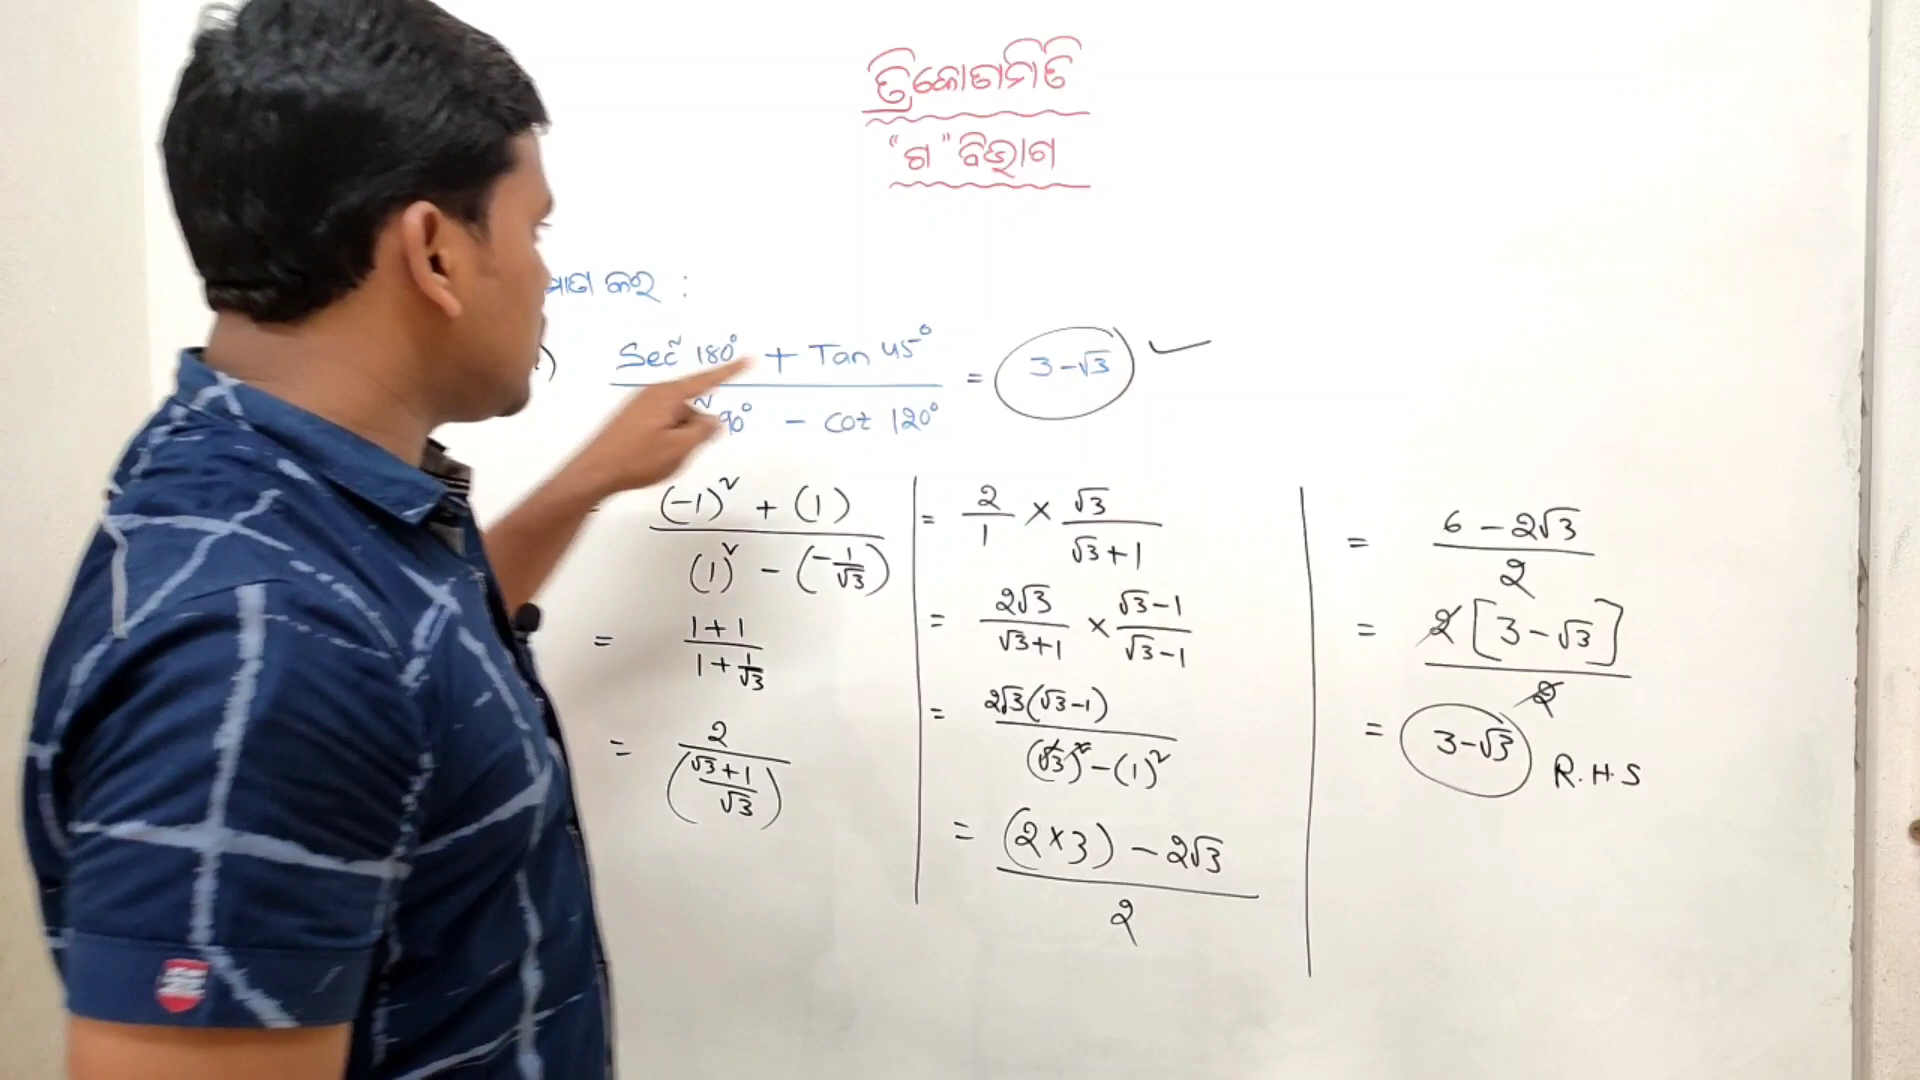 ତ୍ରିକୋଣମିତି
"ଗ" ବିଭାଗ
କର :
Sec² 180° + Tan 45° = 3-√3 ✓
² 90° - cot 120°
(-1)² + (1)
(1)² - (-1/√3)
= 1+1
1+1/√3
= 2
(√3+1/√3)
= 2/1 × √3/√3+1
= 2√3/√3+1 × √3-1/√3-1
= 2√3(√3-1)
(√3)² - (1)²
= (2×3) - 2√3
2
= 6 - 2√3
2
= 2[3-√3]
2
= 3-√3 R.H.S